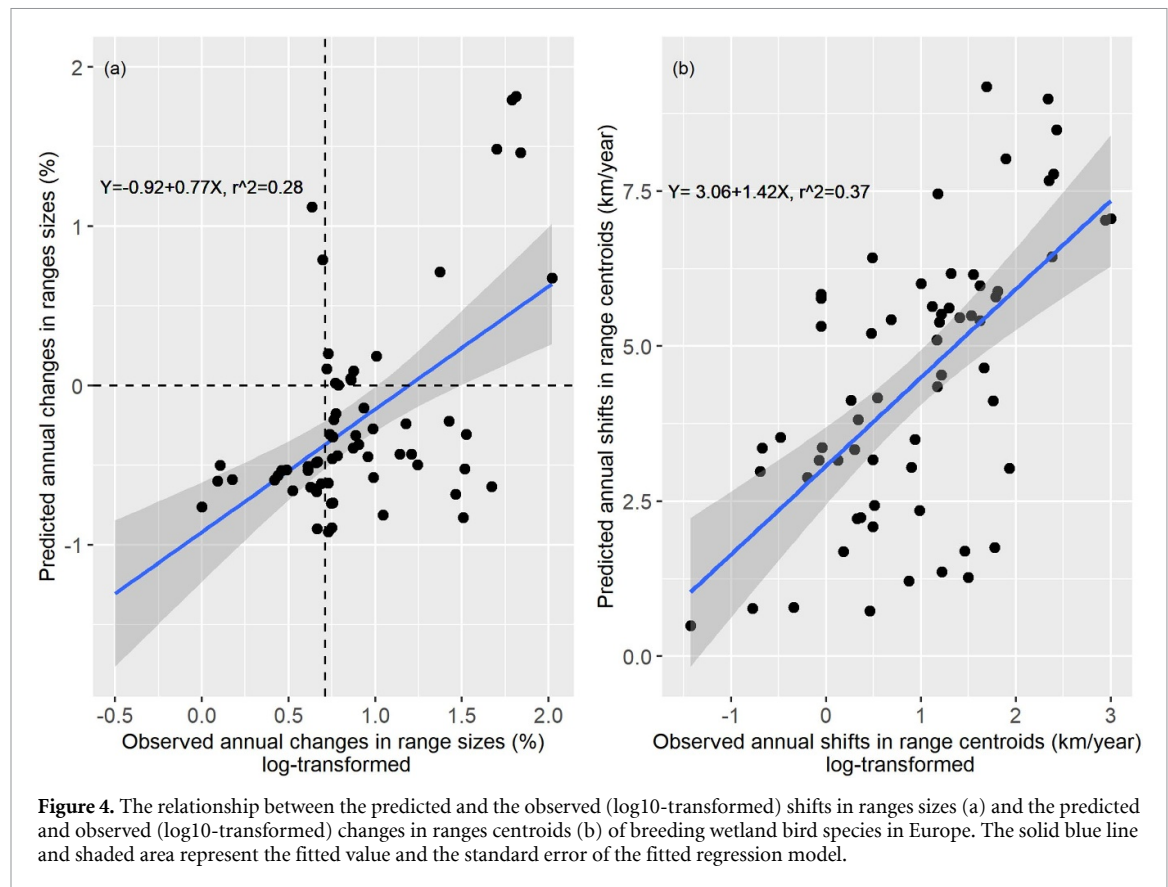 (a)
Y=-0.92+0.77X, r^2=0.28
Predicted annual changes in ranges sizes (%)
2
1
0
-1
-0.5 0.0 0.5 1.0 1.5 2.0
Observed annual changes in range sizes (%)
log-transformed
(b)
Y= 3.06+1.42X, r^2=0.37
Predicted annual shifts in range centroids (km/year)
7.5
5.0
2.5
0.0
-1 0 1 2 3
Observed annual shifts in range centroids (km/year)
log-transformed
Figure 4. The relationship between the predicted and the observed (log10-transformed) shifts in ranges sizes (a) and the predicted
and observed (log10-transformed) changes in ranges centroids (b) of breeding wetland bird species in Europe. The solid blue line
and shaded area represent the fitted value and the standard error of the fitted regression model.